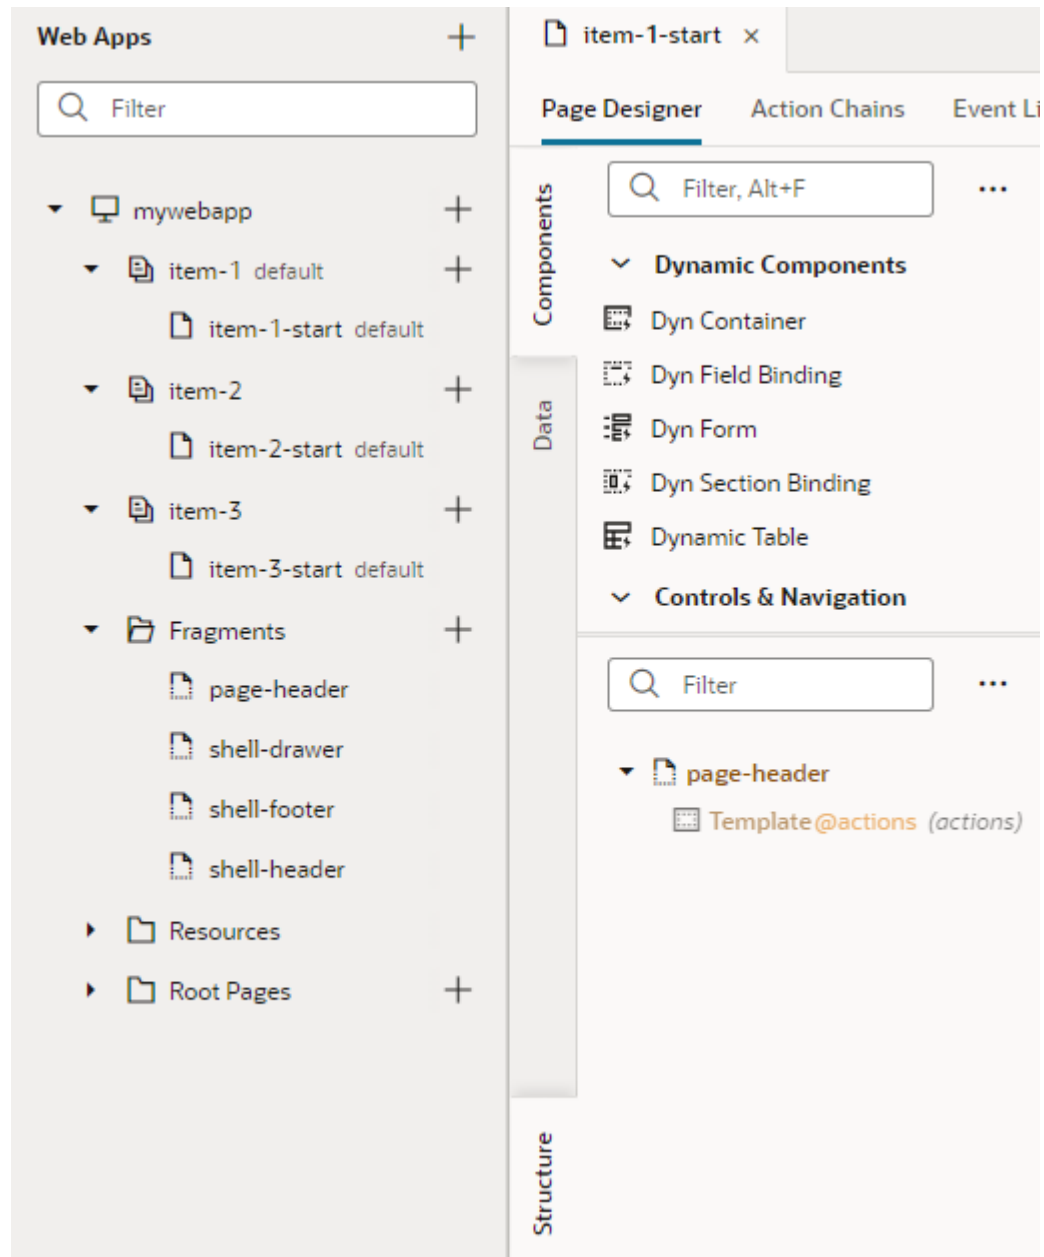 Web Apps
Filter
mywebapp
item-1 default
item-1-start default
item-2
item-2-start default
item-3
item-3-start default
Fragments
page-header
shell-drawer
shell-footer
shell-header
Resources
Root Pages
item-1-start
Page Designer Action Chains Event Li
Components
Data
Structure
Filter, Alt+F
Dynamic Components
Dyn Container
Dyn Field Binding
Dyn Form
Dyn Section Binding
Dynamic Table
Controls & Navigation
Filter
page-header
Template@actions (actions)